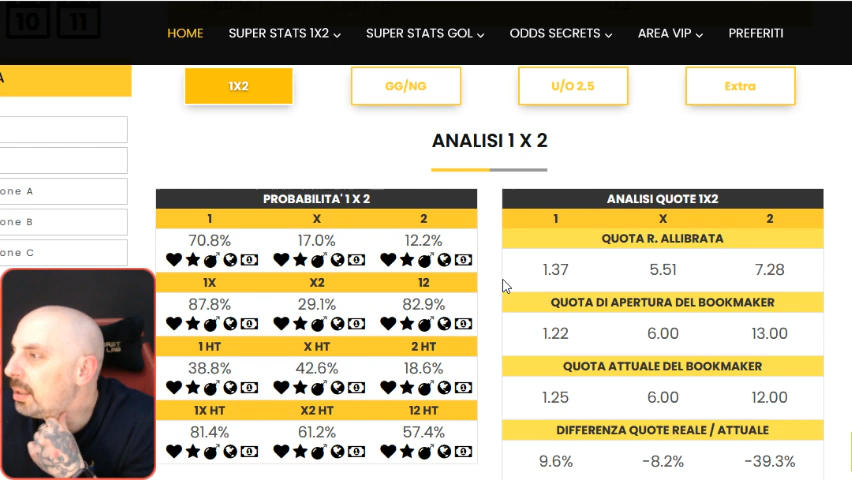 10 11
HOME SUPER STATS 1X2 SUPER STATS GOL ODDS SECRETS AREA VIP PREFERITI
A
1X2 GG/NG U/O 2.5 Extra
ANALISI 1 X 2
PROBABILITA' 1 X 2
1 X 2
70.8% 17.0% 12.2%
1X X2 12
87.8% 29.1% 82.9%
1 HT X HT 2 HT
38.8% 42.6% 18.6%
1X HT X2 HT 12 HT
81.4% 61.2% 57.4%
ANALISI QUOTE 1X2
1 X 2
QUOTA R. ALLIBRATA
1.37 5.51 7.28
QUOTA DI APERTURA DEL BOOKMAKER
1.22 6.00 13.00
QUOTA ATTUALE DEL BOOKMAKER
1.25 6.00 12.00
DIFFERENZA QUOTE REALE / ATTUALE
9.6% -8.2% -39.3%
one A
one B
one C